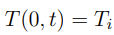 T(0, t) = T_i